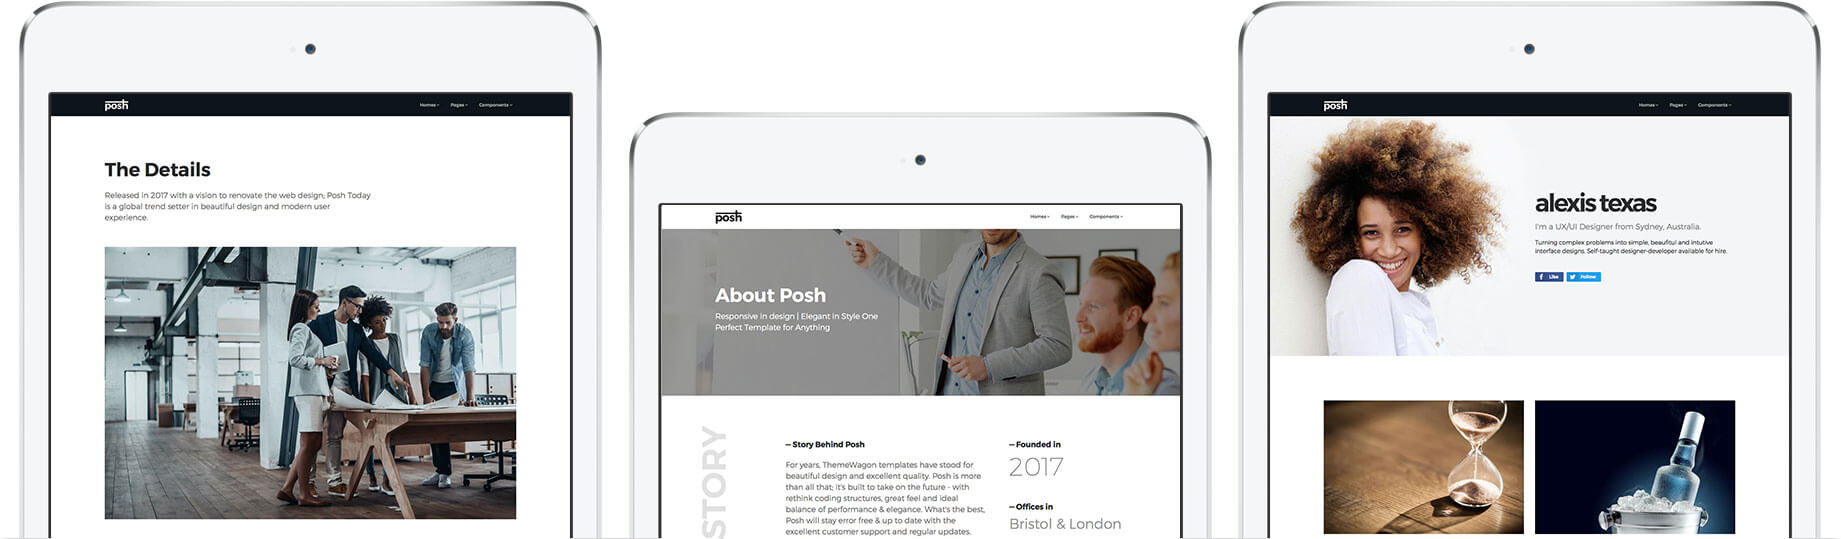 posh
Homes
Pages
Components
The Details
Released in 2017 with a vision to renovate the web design; Posh Today
is a global trend setter in beautiful design and modern user
experience.
posh
Homes
Pages
Components
About Posh
Responsive in design | Elegant in Style One
Perfect Template for Anything
STORY
– Story Behind Posh
For years, ThemeWagon templates have stood for
beautiful design and excellent quality. Posh is more
than all that; it's built to take on the future - with
rethink coding structures, great feel and ideal
balance of performance & elegance. What's the best,
Posh will stay error free & up to date with the
excellent customer support and regular updates.
– Founded in
2017
– Offices in
Bristol & London
posh
Homes
Pages
Components
alexis texas
I'm a UX/UI Designer from Sydney, Australia.
Turning complex problems into simple, beautiful and intutive
interface designs. Self-taught designer-developer available for hire.
Like
Follow